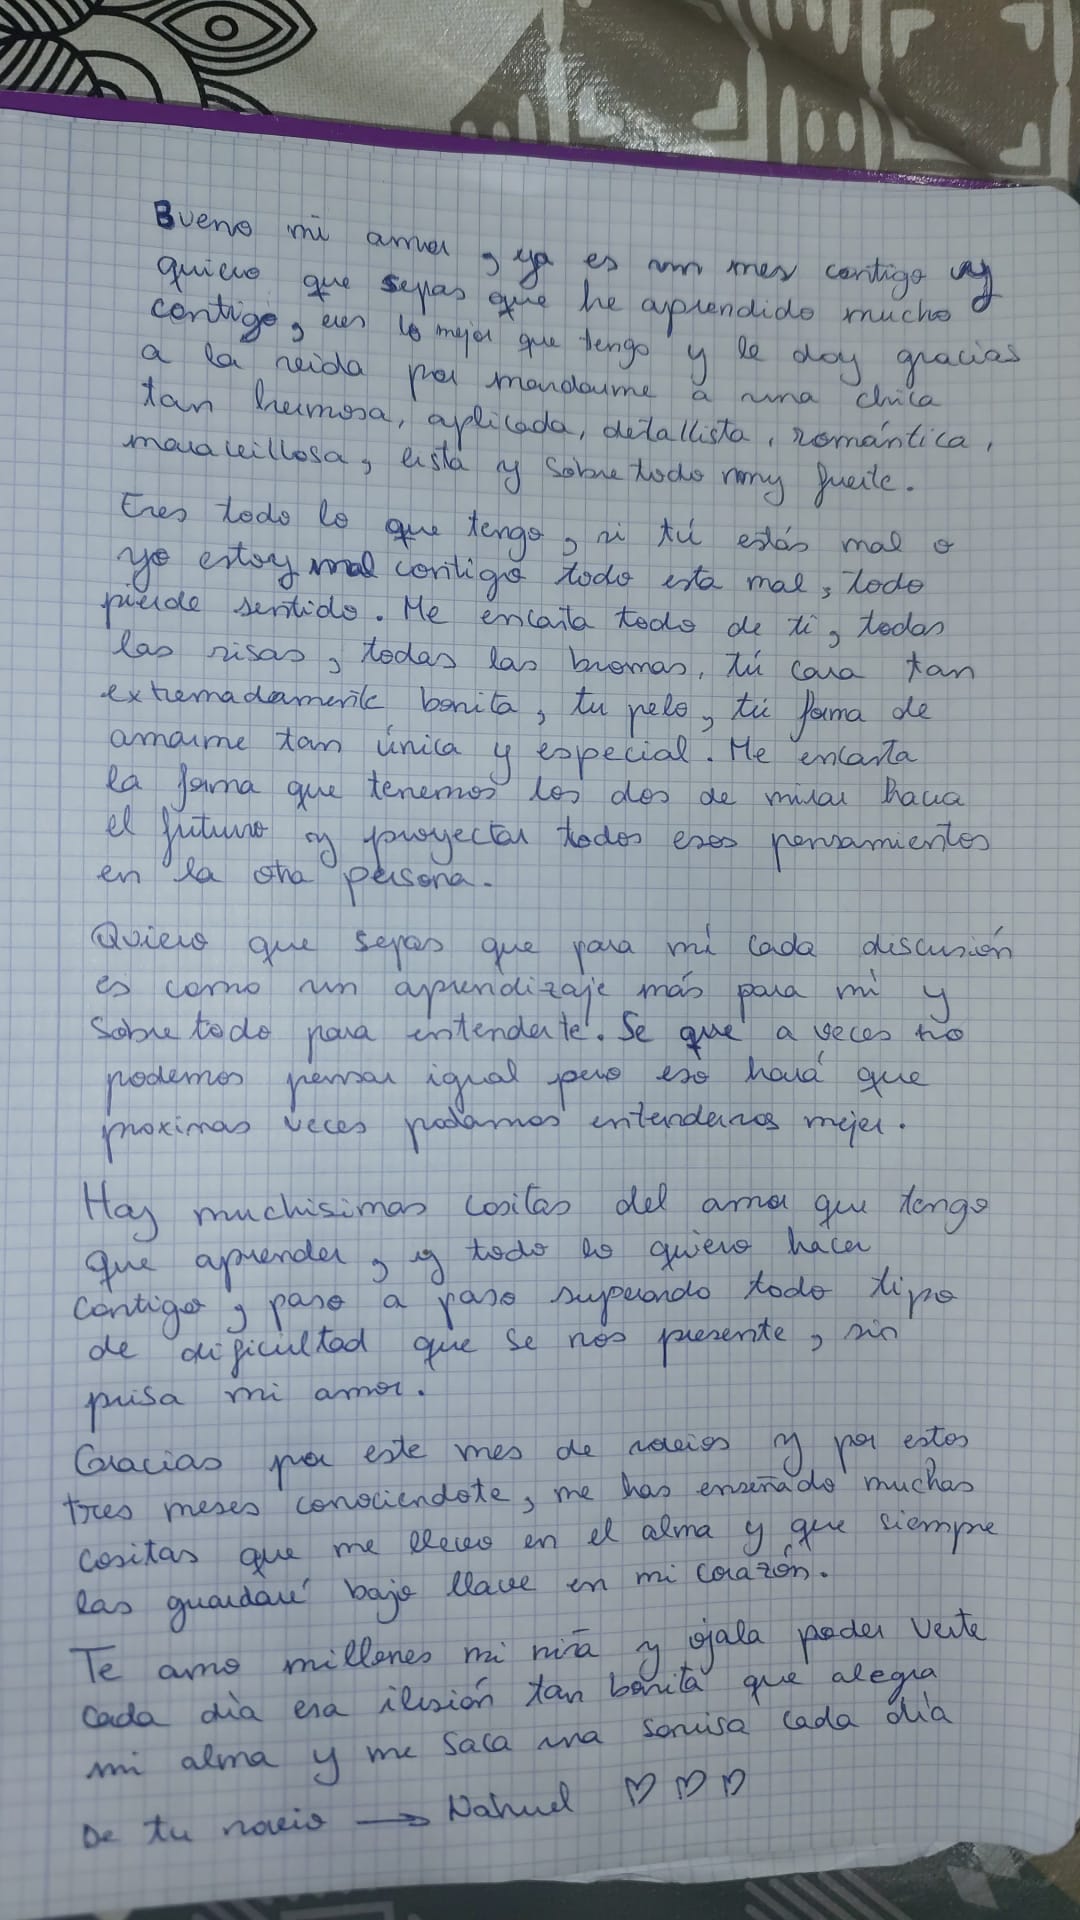 Bueno mi amor, ya es un mes contigo y
quiero que sepas que he aprendido mucho
contigo, eres lo mejor que tengo y le doy gracias
a la vida por mandarme a una chica
tan hermosa, aplicada, detallista, romántica,
maravillosa, lista y sobre todo muy fuerte.
Eres todo lo que tengo, si tú estás mal o
yo estoy mal contigo todo esta mal, todo
pierde sentido. Me encanta todo de ti, todas
las risas, todas las bromas, tú cara tan
extremadamente bonita, tu pelo, tú forma de
amarme tan única y especial. Me encanta
la forma que tenemos los dos de mirar hacia
el futuro y proyectar todos esos pensamientos
en la otra persona.
Quiero que sepas que para mí cada discusión
es como un aprendizaje más para mí y
sobre todo para entenderte. Se que a veces no
podemos pensar igual pero eso hará que
proximas veces podamos entendernos mejor.
Hay muchisimas cositas del amor que tengo
que aprender, y todo lo quiero hacer
contigo, paso a paso superando todo tipo
de dificultad que se nos presente, sin
prisa mi amor.
Gracias por este mes de novios y por estos
tres meses conociendote, me has enseñado muchas
cositas que me llevo en el alma y que siempre
las guardaré bajo llave en mi corazón.
Te amo millones mi niña y ojala poder verte
cada día esa ilusión tan bonita que alegra
mi alma y me saca una sonrisa cada día
De tu novio → Nahuel ♡ ♡ ♡